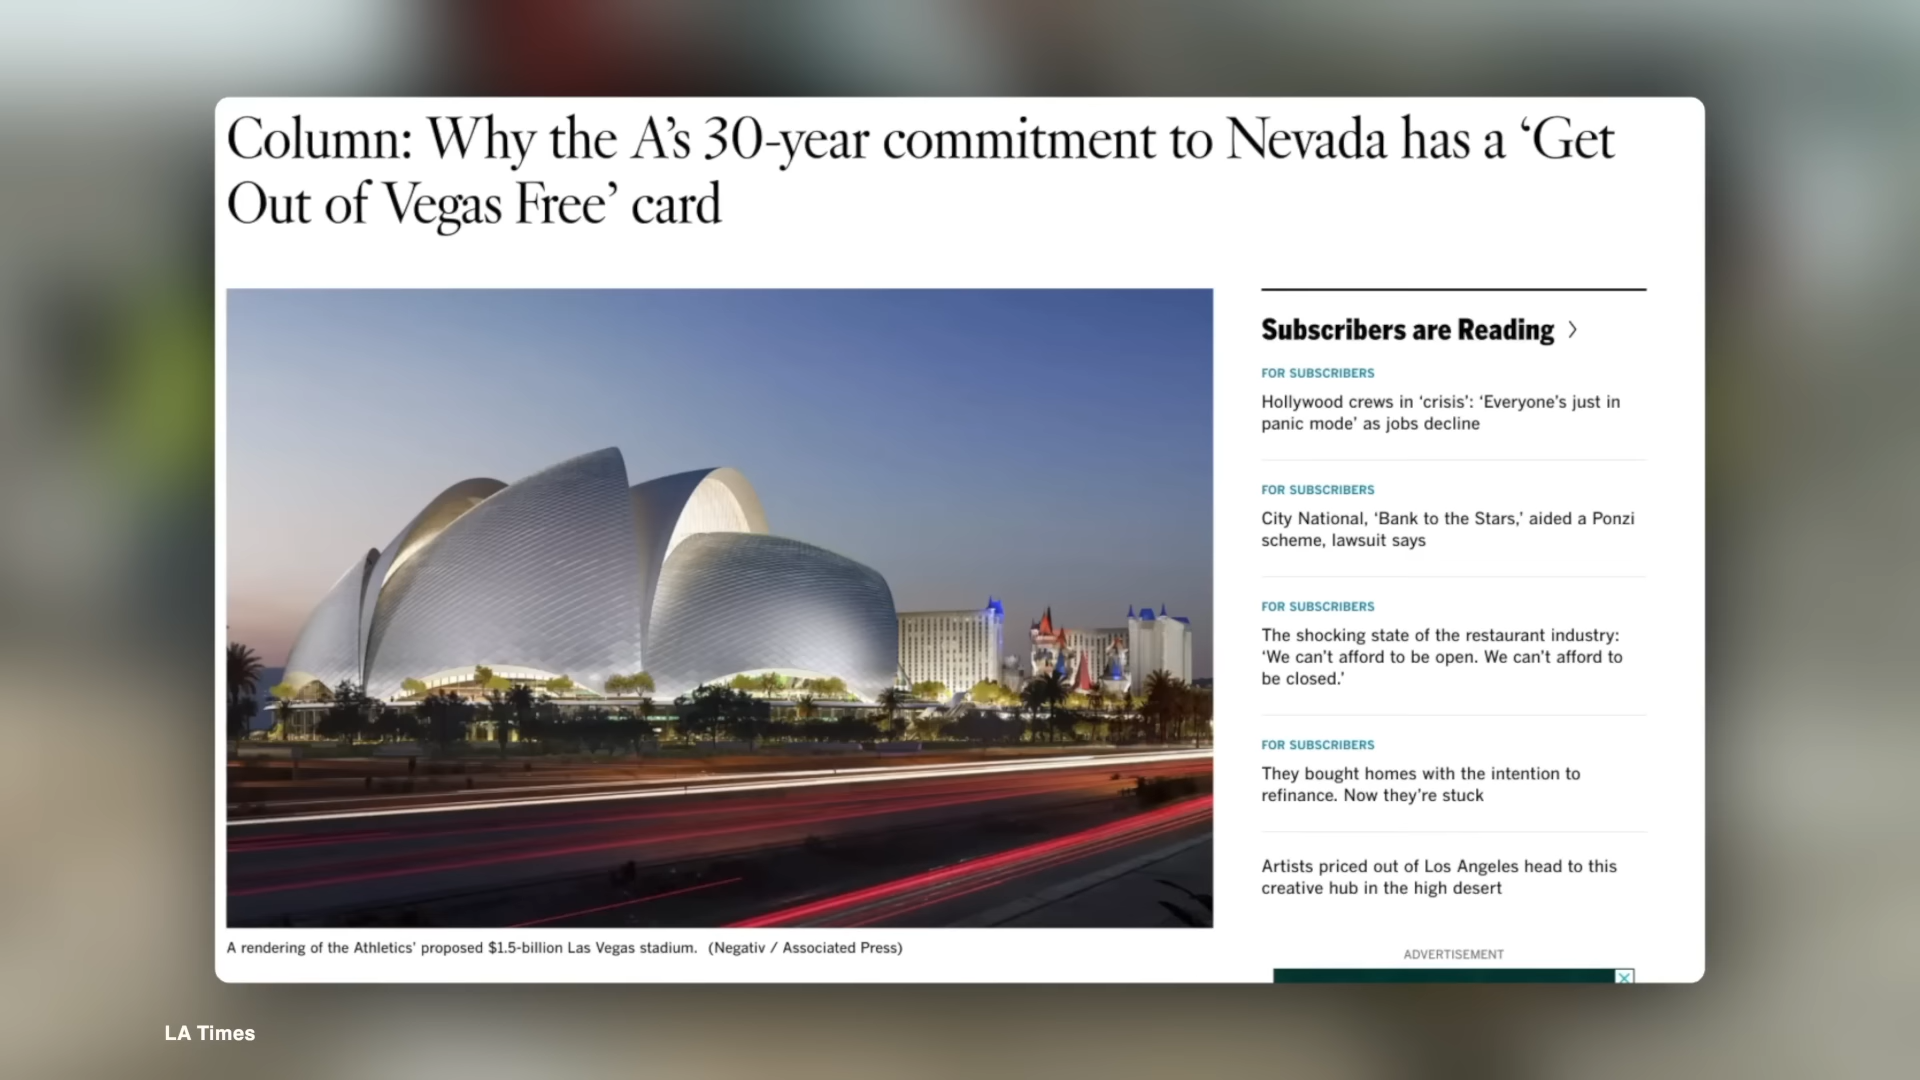 Column: Why the A’s 30-year commitment to Nevada has a ‘Get
Out of Vegas Free’ card
Subscribers are Reading
FOR SUBSCRIBERS
Hollywood crews in ‘crisis’: ‘Everyone’s just in
panic mode’ as jobs decline
FOR SUBSCRIBERS
City National, ‘Bank to the Stars,’ aided a Ponzi
scheme, lawsuit says
FOR SUBSCRIBERS
The shocking state of the restaurant industry:
‘We can’t afford to be open. We can’t afford to
be closed.’
FOR SUBSCRIBERS
They bought homes with the intention to
refinance. Now they’re stuck
Artists priced out of Los Angeles head to this
creative hub in the high desert
A rendering of the Athletics’ proposed $1.5-billion Las Vegas stadium. (Negativ / Associated Press)
ADVERTISEMENT
LA Times